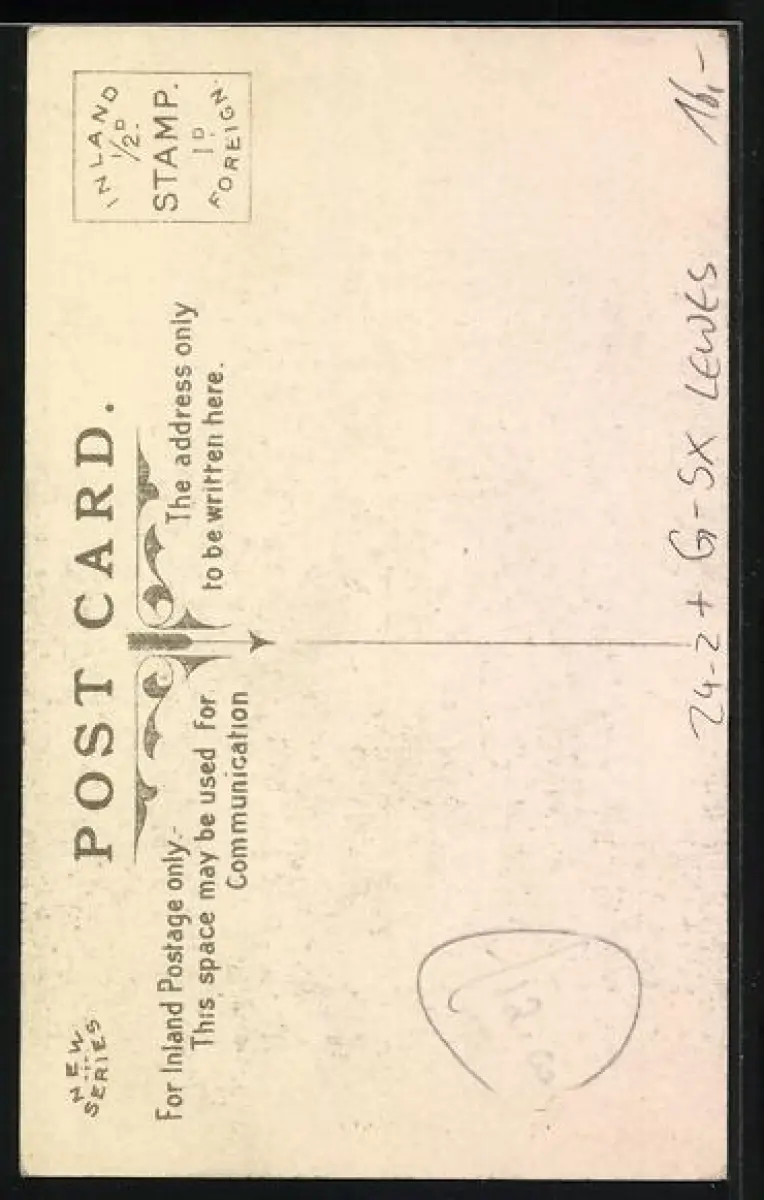 NEW
SERIES
POST CARD.
INLAND
½D.
STAMP.
1D.
FOREIGN.
For Inland Postage only.-
This space may be used for
Communication
The address only
to be written here.
24-2 + G-SX LEWES 16,-